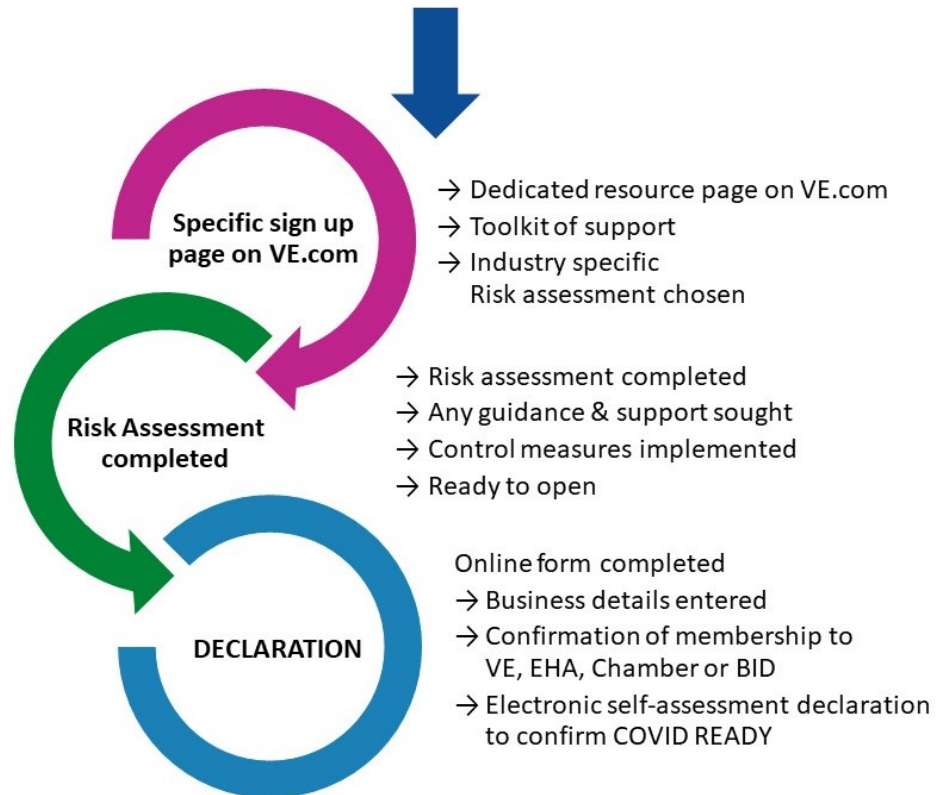 Specific sign up
page on VE.com
→ Dedicated resource page on VE.com
→ Toolkit of support
→ Industry specific
Risk assessment chosen
Risk Assessment
completed
→ Risk assessment completed
→ Any guidance & support sought
→ Control measures implemented
→ Ready to open
DECLARATION
Online form completed
→ Business details entered
→ Confirmation of membership to
VE, EHA, Chamber or BID
→ Electronic self-assessment declaration
to confirm COVID READY